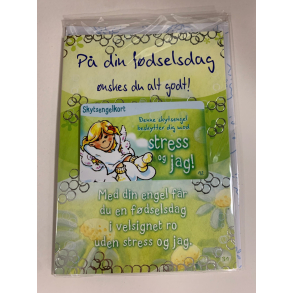 På din fødselsdag
ønskes du alt godt!
Skytsengelkort
Denne skytsengel
beskytter dig mod
stress
og
jag!
Med din engel får
du en fødselsdag
i velsignet ro
uden stress og jag.